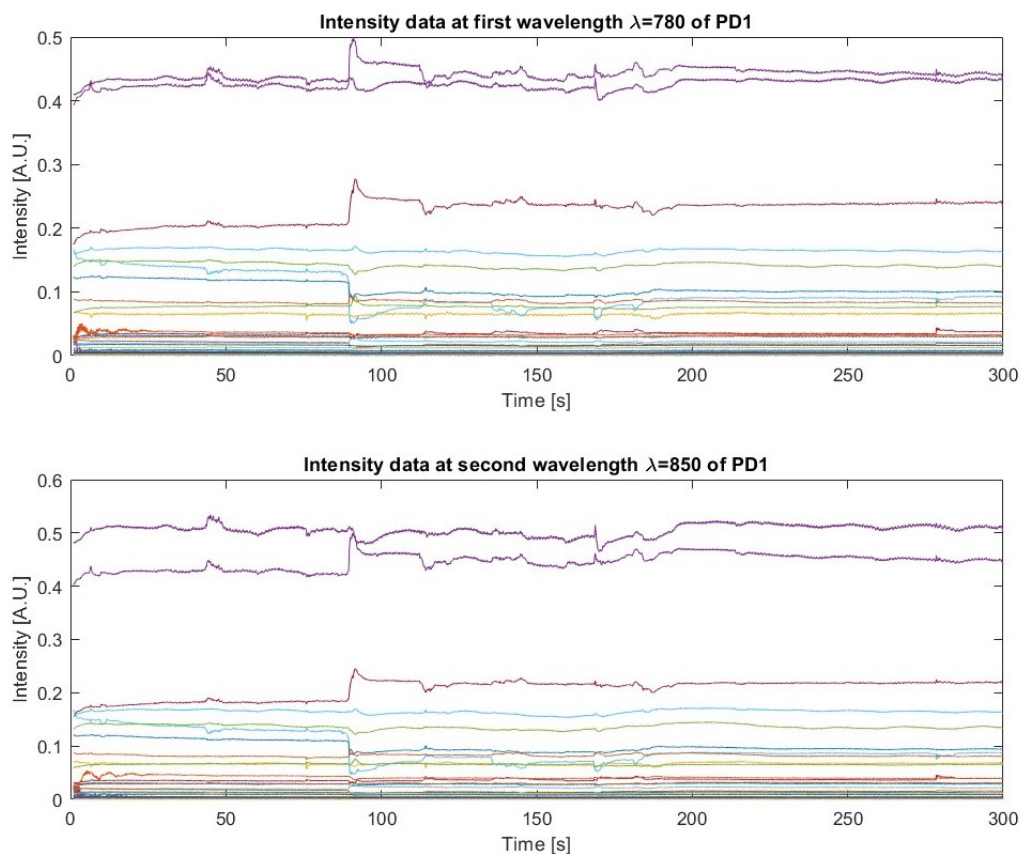 Intensity data at first wavelength λ=780 of PD1
0.5
0.4
0.3
0.2
0.1
0
Intensity [A.U.]
0 50 100 150 200 250 300
Time [s]
Intensity data at second wavelength λ=850 of PD1
0.6
0.5
0.4
0.3
0.2
0.1
0
Intensity [A.U.]
0 50 100 150 200 250 300
Time [s]